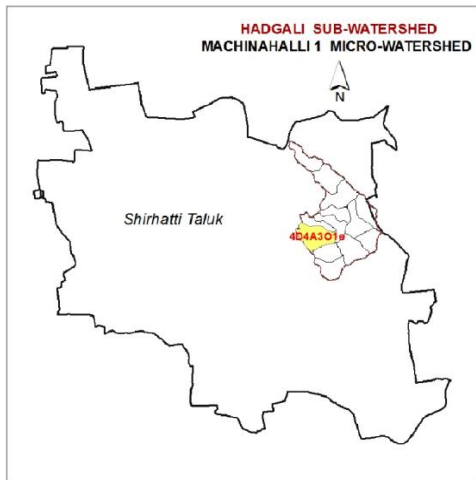 HADGALI SUB-WATERSHED
MACHINAHALLI 1 MICRO-WATERSHED
N
Shirhatti Taluk
4D4A3O1e